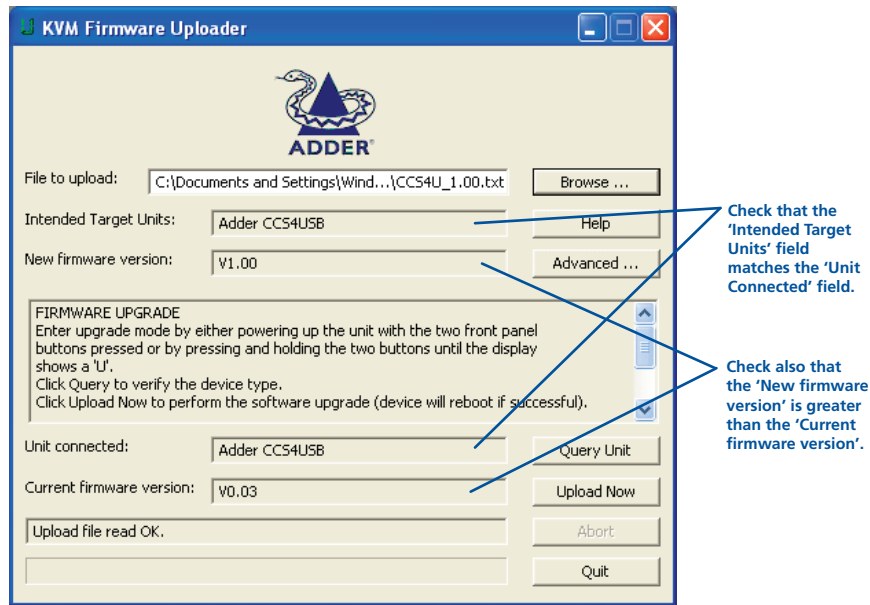 KVM Firmware Uploader
ADDER®
File to upload: C:\Documents and Settings\Wind...\CCS4U_1.00.txt Browse ...
Intended Target Units: Adder CCS4USB Help
New firmware version: V1.00 Advanced ...
Check that the
'Intended Target
Units' field
matches the 'Unit
Connected' field.
FIRMWARE UPGRADE
Enter upgrade mode by either powering up the unit with the two front panel
buttons pressed or by pressing and holding the two buttons until the display
shows a 'U'.
Click Query to verify the device type.
Click Upload Now to perform the software upgrade (device will reboot if successful).
Check also that
the 'New firmware
version' is greater
than the 'Current
firmware version'.
Unit connected: Adder CCS4USB Query Unit
Current firmware version: V0.03 Upload Now
Upload file read OK. Abort
Quit